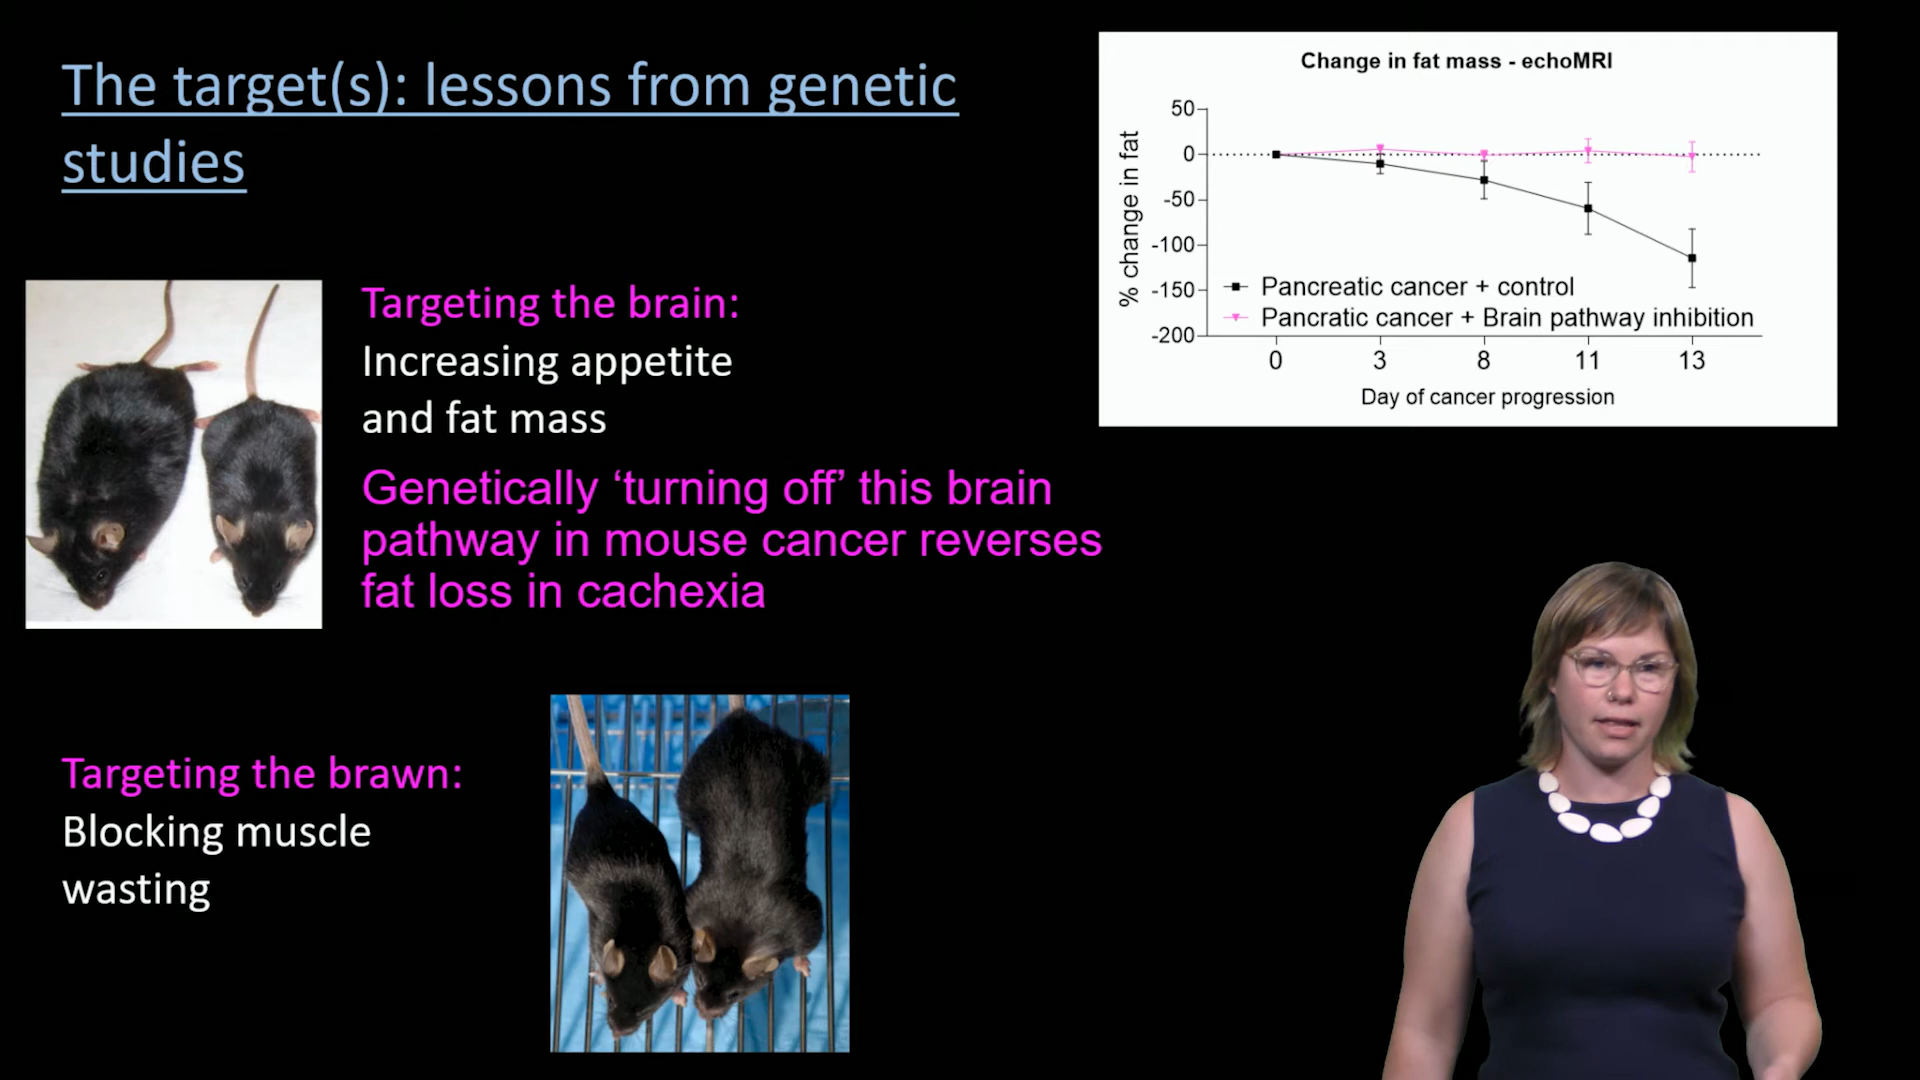 The target(s): lessons from genetic
studies
Targeting the brain:
Increasing appetite
and fat mass
Genetically ‘turning off’ this brain
pathway in mouse cancer reverses
fat loss in cachexia
Targeting the brawn:
Blocking muscle
wasting
Change in fat mass - echoMRI
% change in fat
50
0
-50
-100
-150
-200
Pancreatic cancer + control
Pancratic cancer + Brain pathway inhibition
0 3 8 11 13
Day of cancer progression